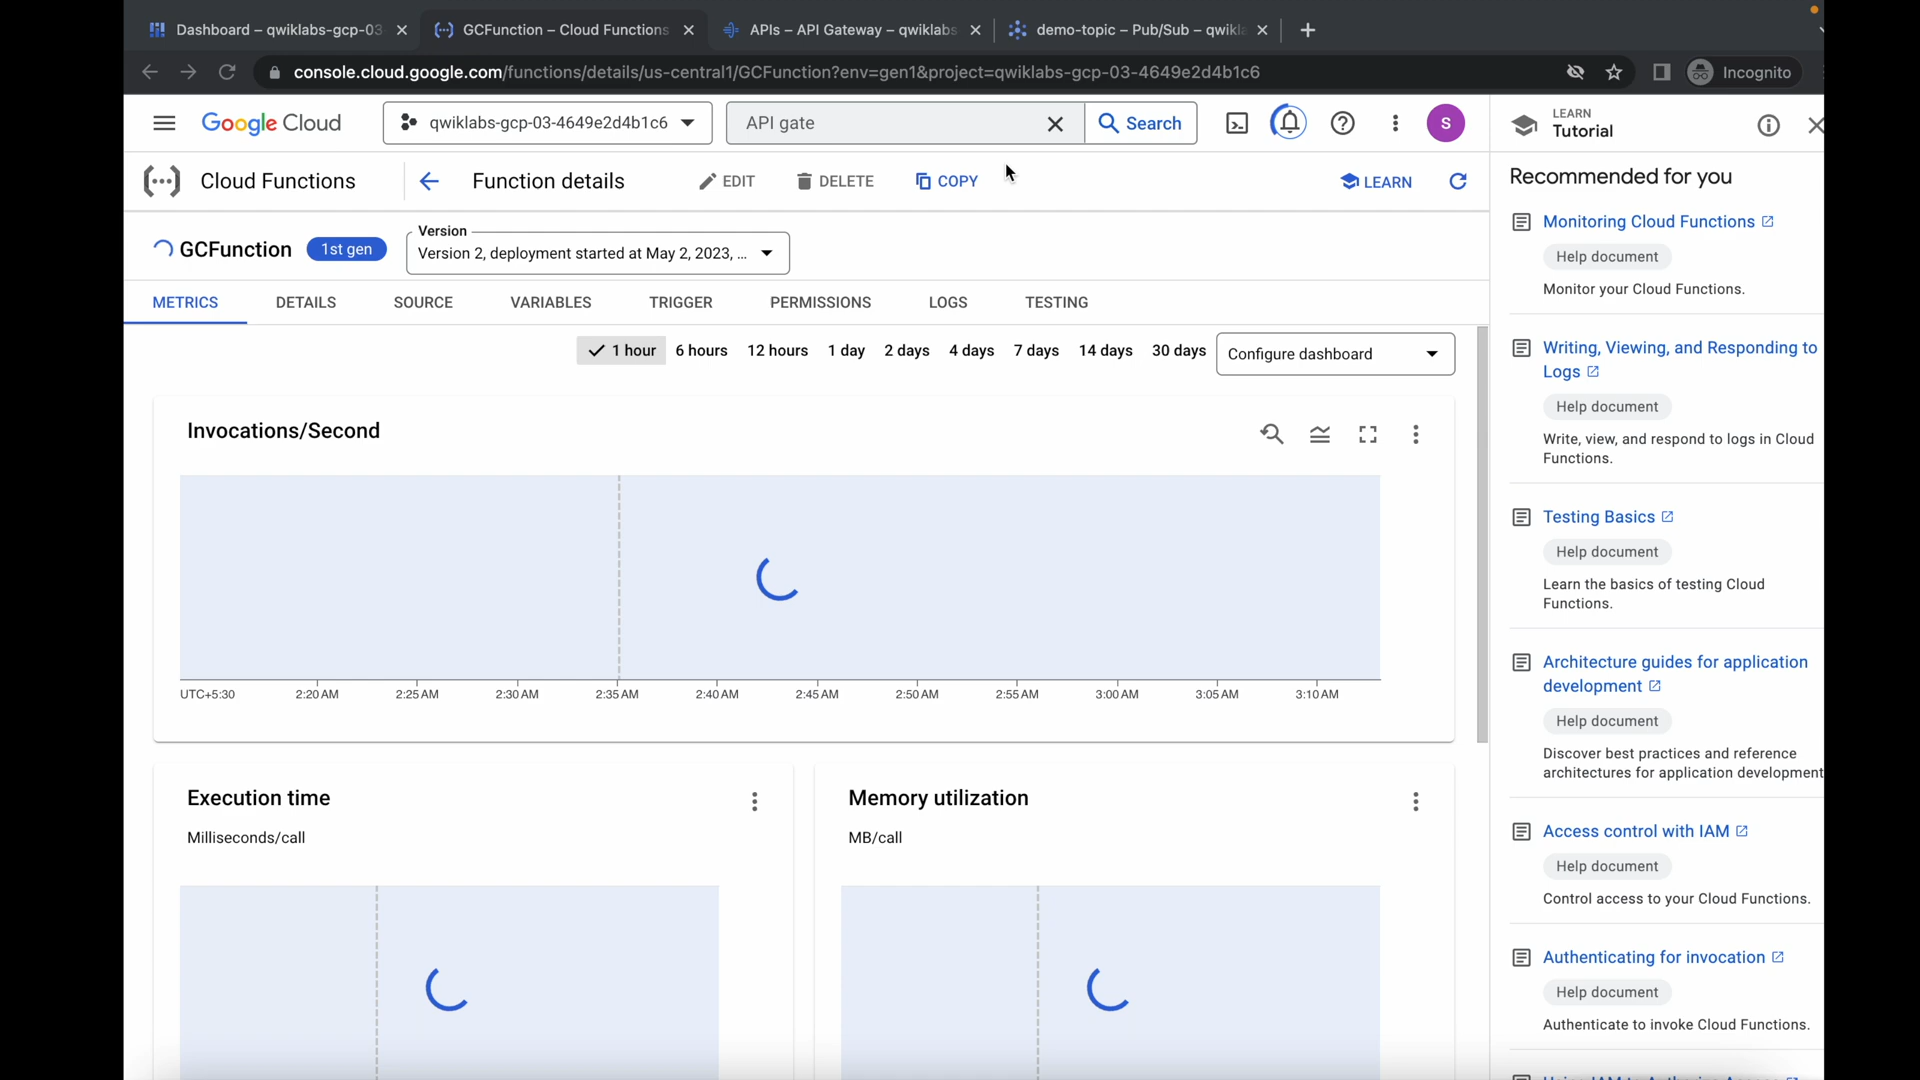 Dashboard – qwiklabs-gcp-03
GCFunction – Cloud Functions
APIs – API Gateway – qwiklabs
demo-topic – Pub/Sub – qwikla
console.cloud.google.com/functions/details/us-central1/GCFunction?env=gen1&project=qwiklabs-gcp-03-4649e2d4b1c6
Incognito
Google Cloud
qwiklabs-gcp-03-4649e2d4b1c6
API gate
Search
S
LEARN
Tutorial
Cloud Functions
Function details
EDIT
DELETE
COPY
LEARN
Recommended for you
GCFunction
1st gen
Version
Version 2, deployment started at May 2, 2023, ...
METRICS
DETAILS
SOURCE
VARIABLES
TRIGGER
PERMISSIONS
LOGS
TESTING
1 hour
6 hours
12 hours
1 day
2 days
4 days
7 days
14 days
30 days
Configure dashboard
Invocations/Second
UTC+5:30
2:20 AM
2:25 AM
2:30 AM
2:35 AM
2:40 AM
2:45 AM
2:50 AM
2:55 AM
3:00 AM
3:05 AM
3:10 AM
Execution time
Milliseconds/call
Memory utilization
MB/call
Monitoring Cloud Functions
Help document
Monitor your Cloud Functions.
Writing, Viewing, and Responding to
Logs
Help document
Write, view, and respond to logs in Cloud
Functions.
Testing Basics
Help document
Learn the basics of testing Cloud
Functions.
Architecture guides for application
development
Help document
Discover best practices and reference
architectures for application development
Access control with IAM
Help document
Control access to your Cloud Functions.
Authenticating for invocation
Help document
Authenticate to invoke Cloud Functions.